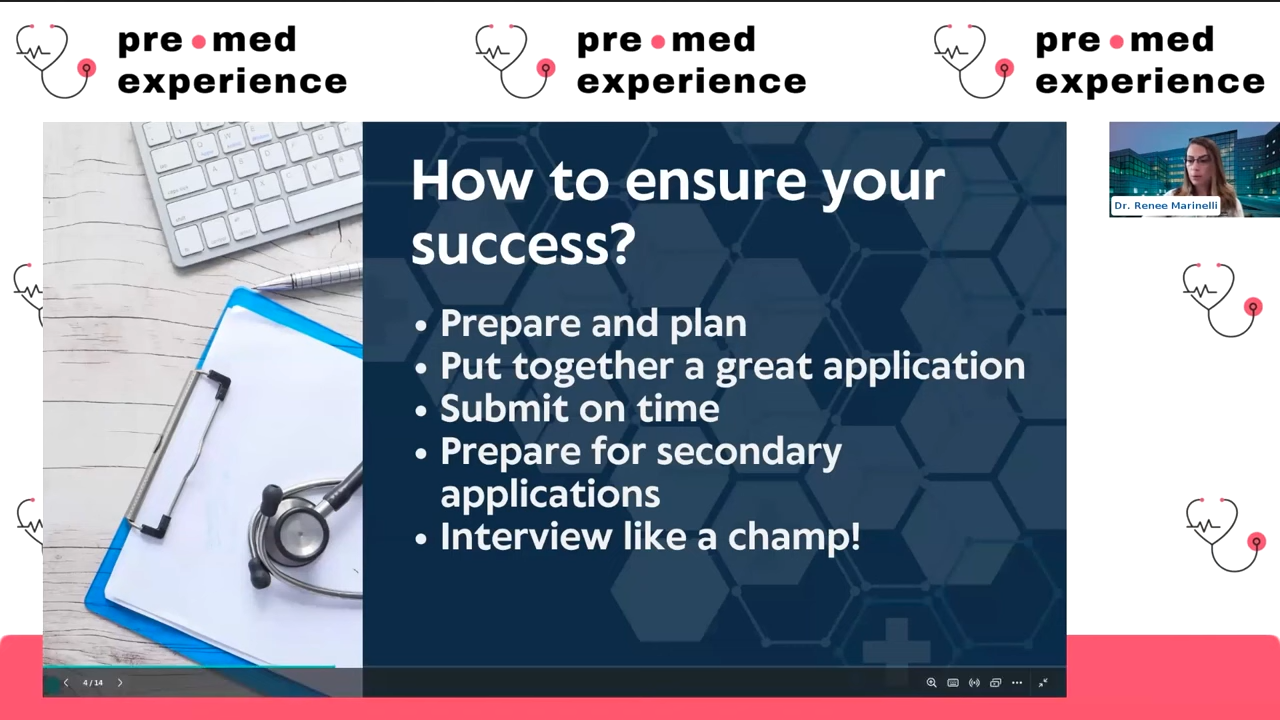 pre med
experience
pre med
experience
pre med
experience
How to ensure your
success?
• Prepare and plan
• Put together a great application
• Submit on time
• Prepare for secondary
applications
• Interview like a champ!
Dr. Renee Marinelli
4 / 14